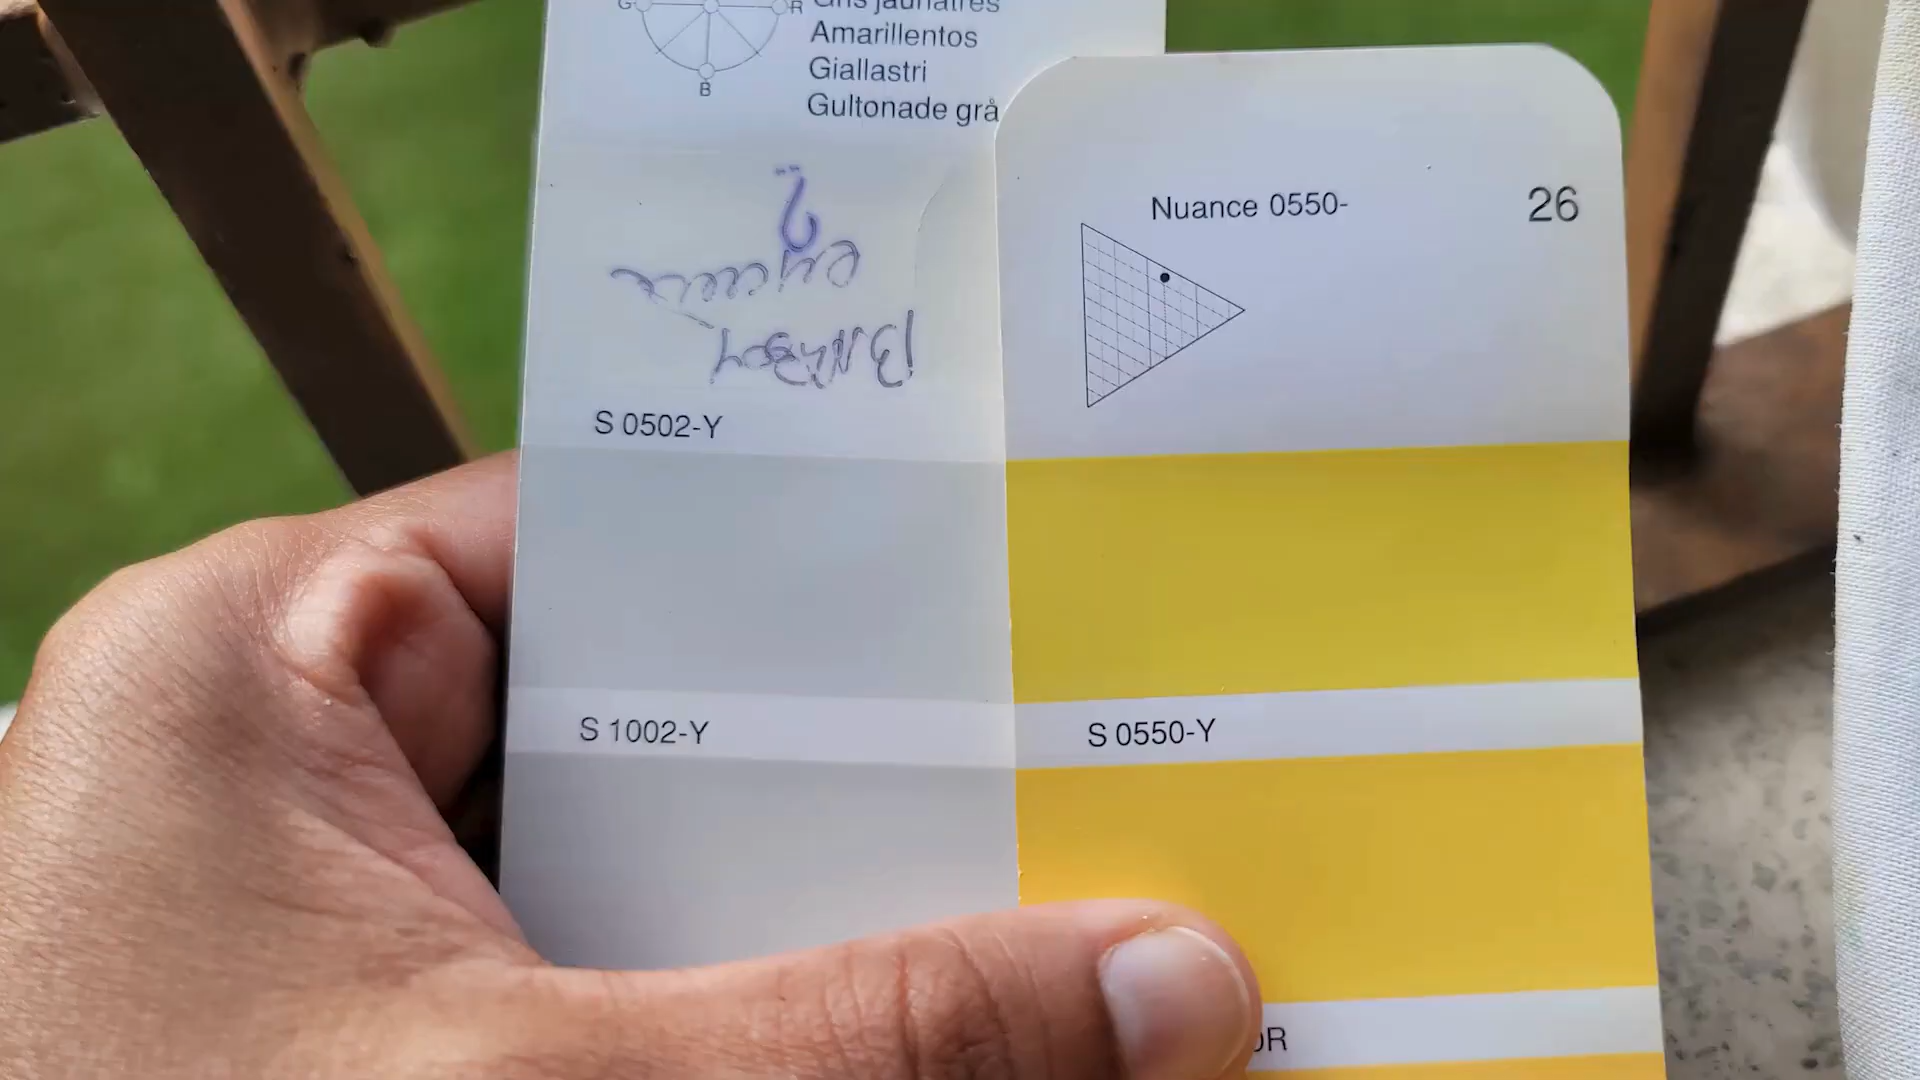 G
R
B
Amarillentos
Giallastri
Gultonade grå
S 0502-Y
S 1002-Y
Nuance 0550-
26
S 0550-Y